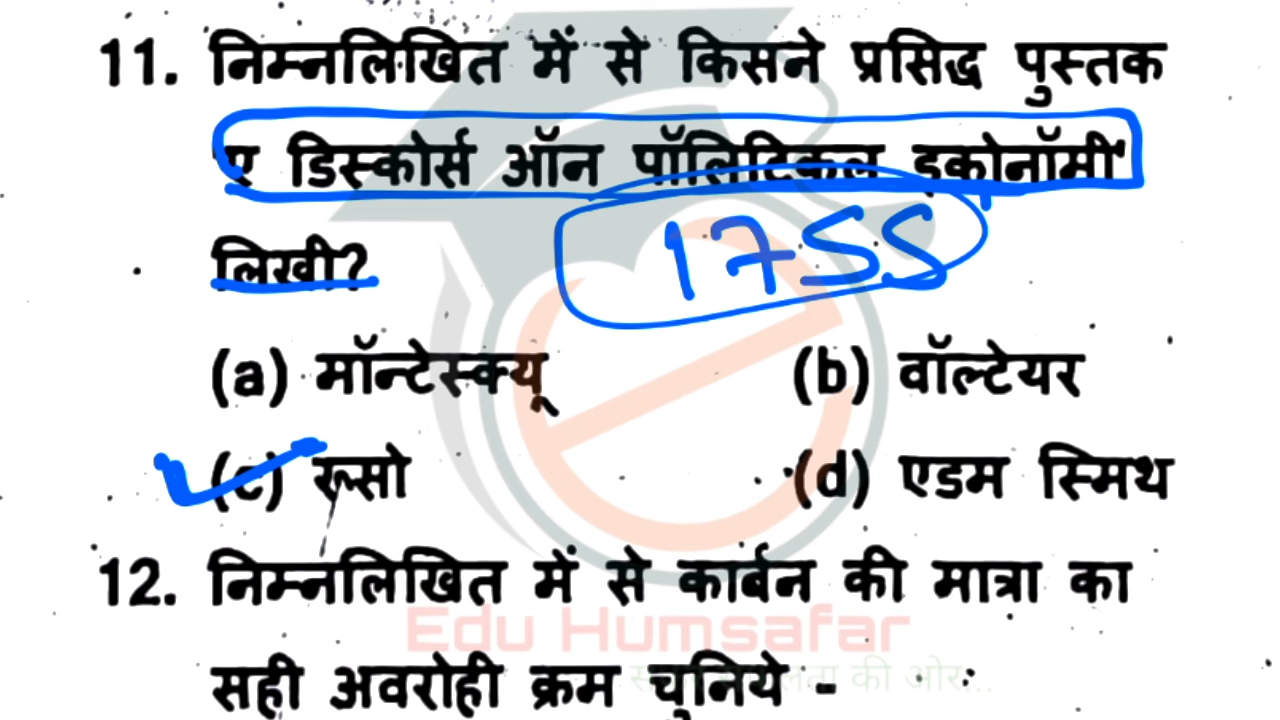 11. निम्नलिखित में से किसने प्रसिद्ध पुस्तक
'ए डिस्कोर्स ऑन पॉलिटिकल इकोनॉमी'
1755
लिखी?
(a) मॉन्टेस्क्यू (b) वॉल्टेयर
(c) रूसो (d) एडम स्मिथ
12. निम्नलिखित में से कार्बन की मात्रा का
Edu Humsafar
सही अवरोही क्रम चुनिये -
की ओर...